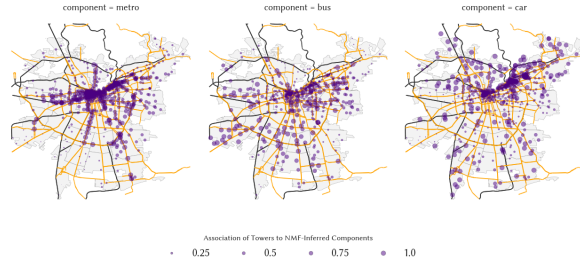 component – metro
component – bus
component – car
Association of Towers to NMF-Inferred Components
0.25 0.5 0.75 1.0